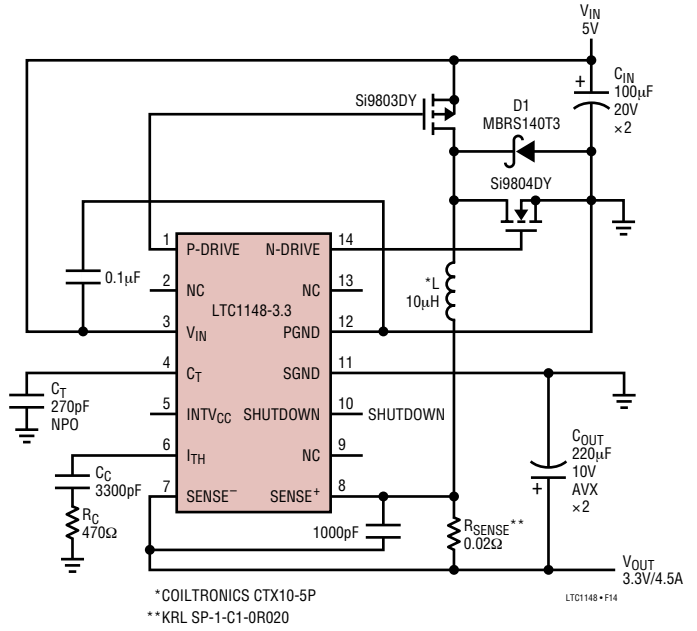 V_IN
5V
Si9803DY
D1
MBRS140T3
+
C_IN
100μF
20V
×2
Si9804DY
1
P-DRIVE
N-DRIVE
14
0.1μF
2
NC
NC
13
*L
10μH
LTC1148-3.3
3
V_IN
PGND
12
4
C_T
SGND
11
C_T
270pF
NPO
5
INTV_CC
SHUTDOWN
10
SHUTDOWN
6
I_TH
NC
9
C_C
3300pF
7
SENSE⁻
SENSE⁺
8
R_C
470Ω
1000pF
R_SENSE**
0.02Ω
C_OUT
220μF
10V
AVX
×2
+
V_OUT
3.3V/4.5A
*COILTRONICS CTX10-5P
**KRL SP-1-C1-0R020
LTC1148 • F14